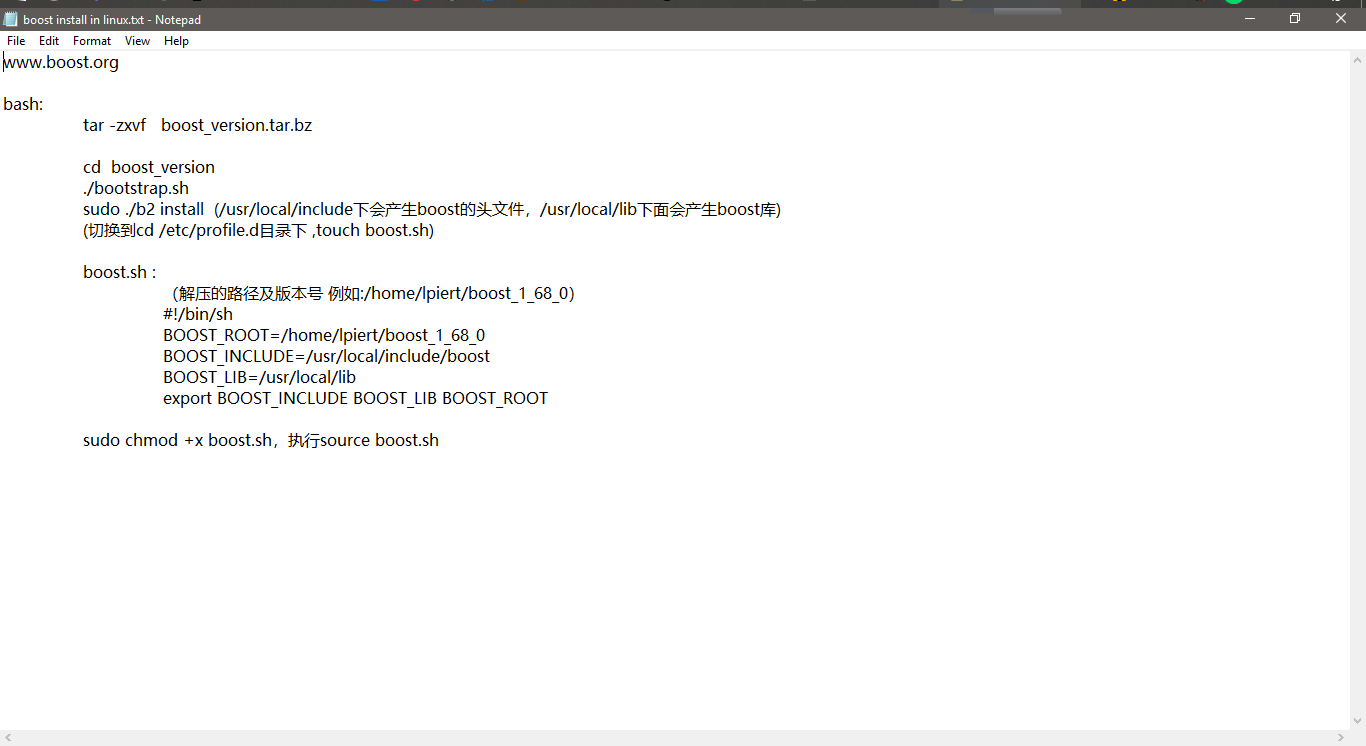 boost install in linux.txt - Notepad
File Edit Format View Help
www.boost.org
bash:
tar -zxvf boost_version.tar.bz
cd boost_version
./bootstrap.sh
sudo ./b2 install (/usr/local/include下会产生boost的头文件，/usr/local/lib下面会产生boost库)
(切换到cd /etc/profile.d目录下 ,touch boost.sh)
boost.sh :
（解压的路径及版本号 例如:/home/lpiert/boost_1_68_0）
#!/bin/sh
BOOST_ROOT=/home/lpiert/boost_1_68_0
BOOST_INCLUDE=/usr/local/include/boost
BOOST_LIB=/usr/local/lib
export BOOST_INCLUDE BOOST_LIB BOOST_ROOT
sudo chmod +x boost.sh，执行source boost.sh